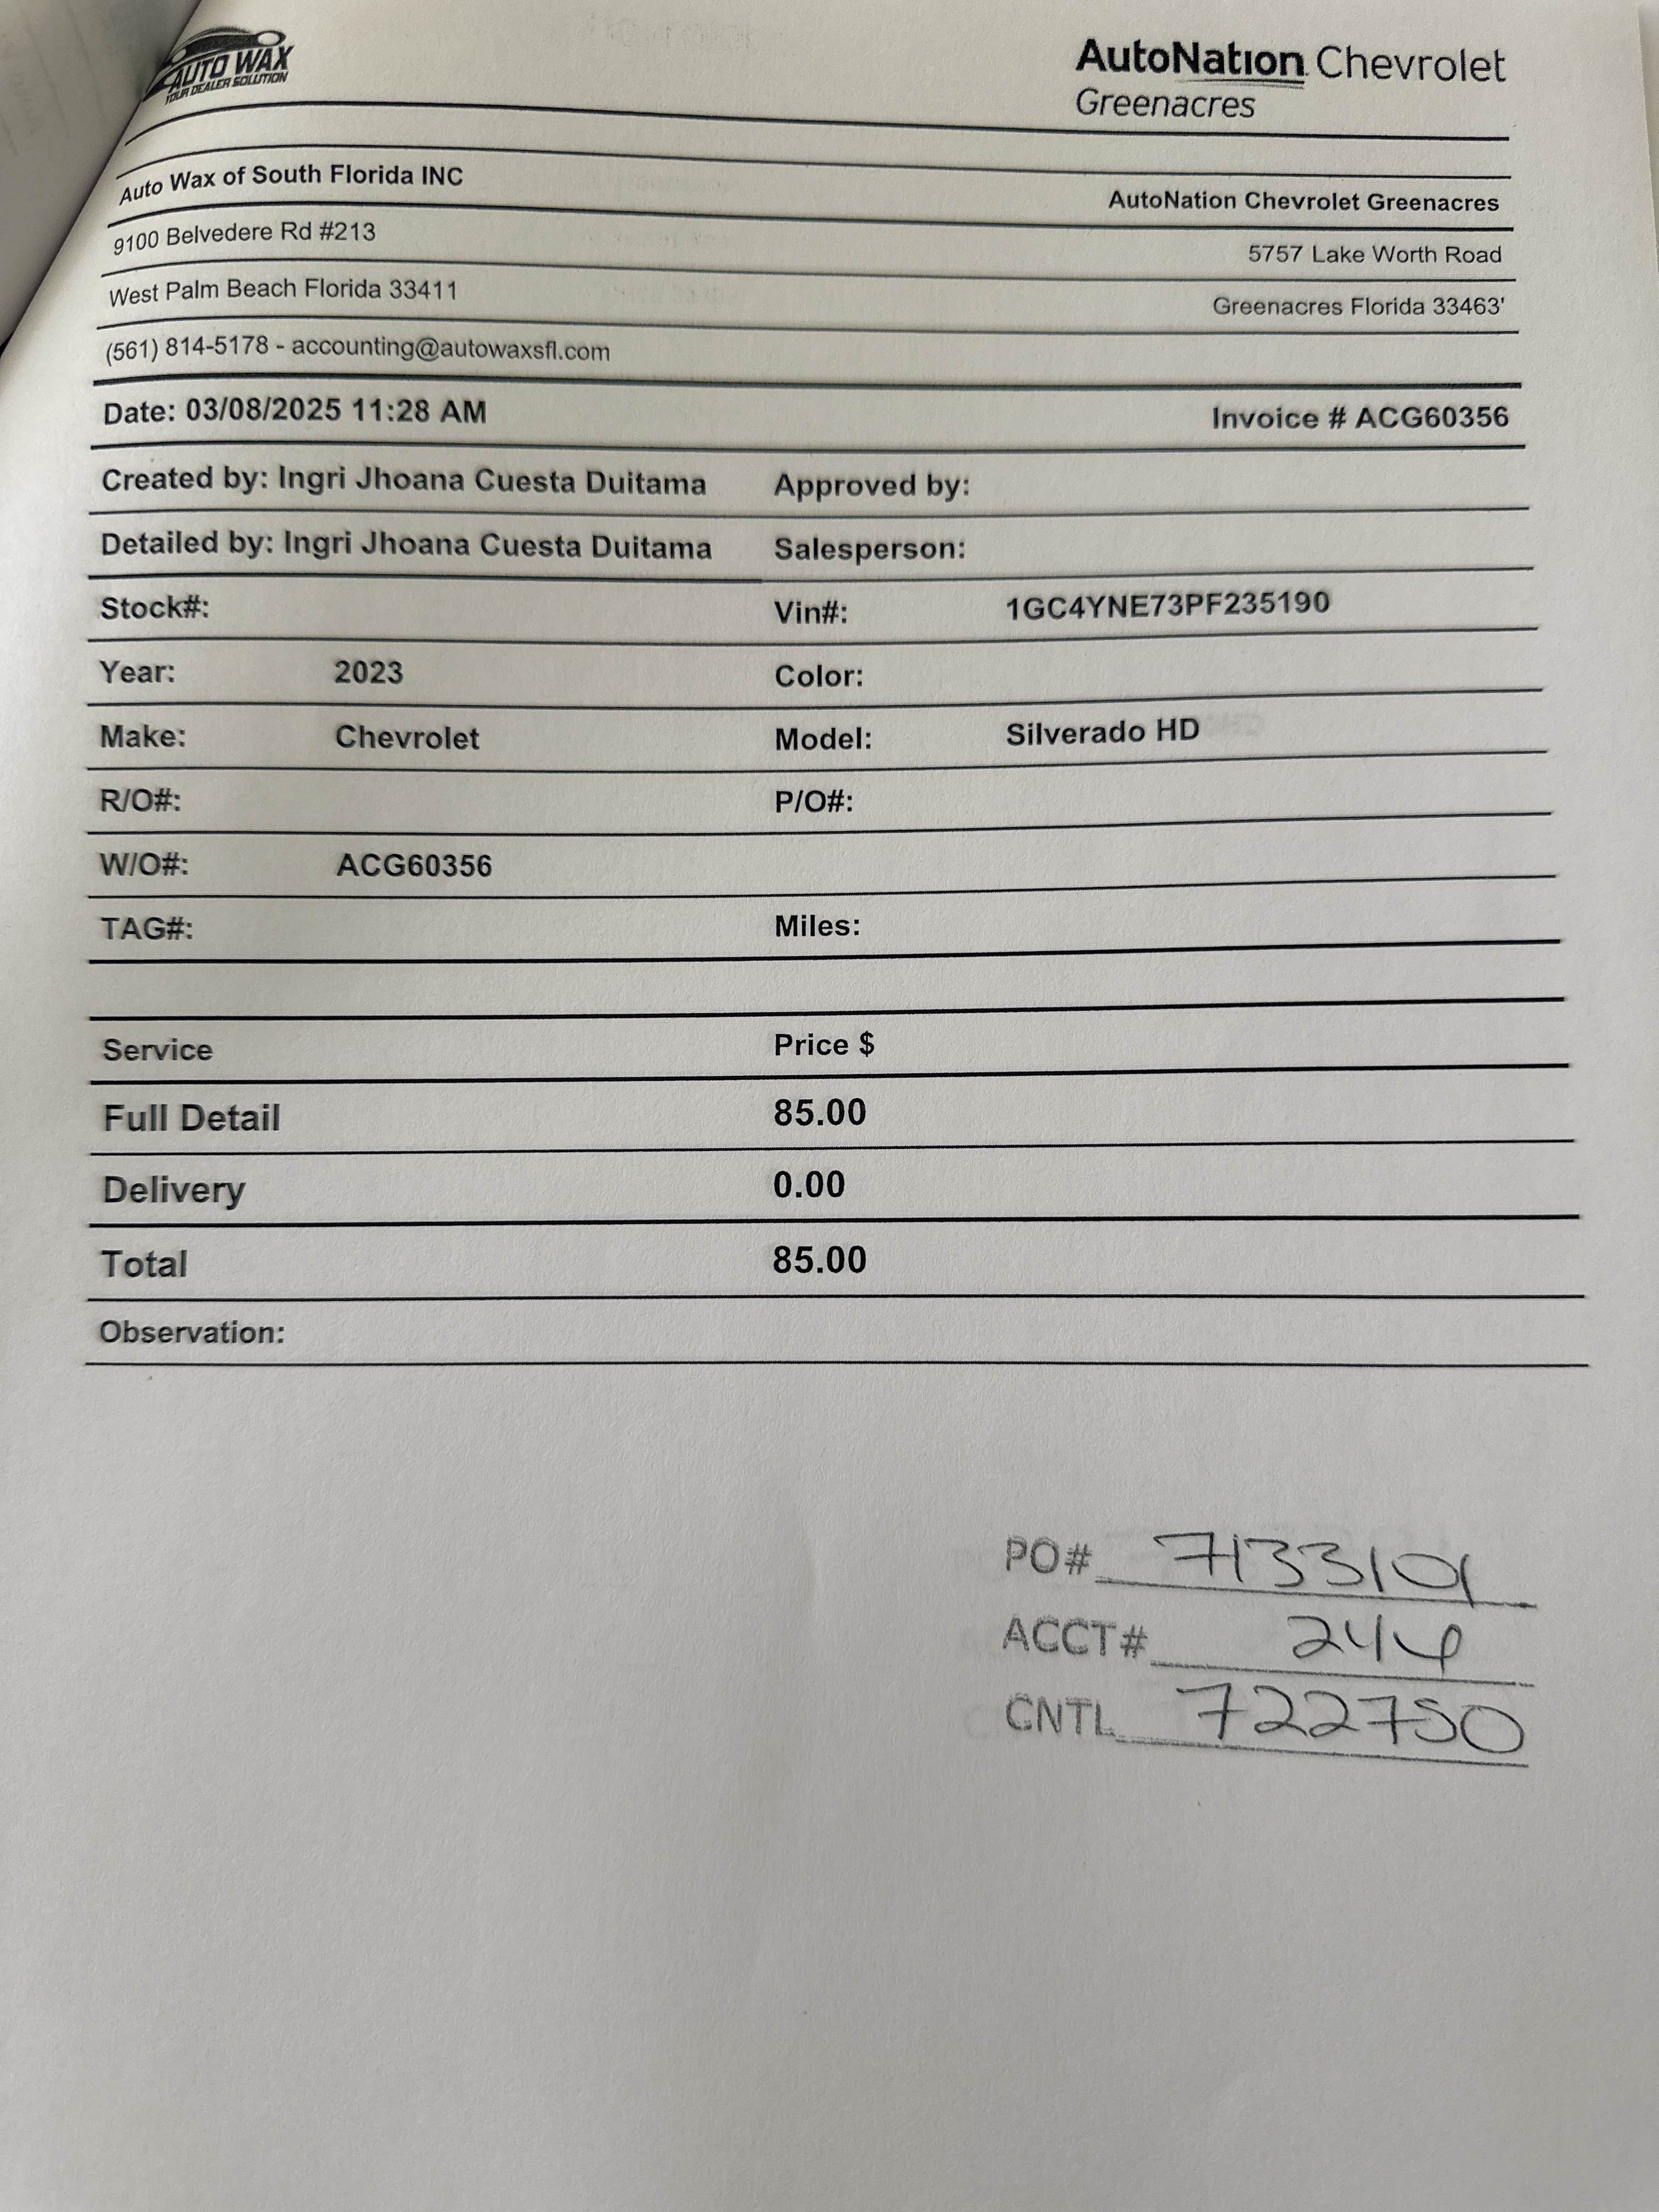 AUTO WAX
YOUR DEALER SOLUTION
AutoNation Chevrolet
Greenacres
Auto Wax of South Florida INC
AutoNation Chevrolet Greenacres
9100 Belvedere Rd #213
5757 Lake Worth Road
West Palm Beach Florida 33411
Greenacres Florida 33463'
(561) 814-5178 - accounting@autowaxsfl.com
Date: 03/08/2025 11:28 AM Invoice # ACG60356
Created by: Ingri Jhoana Cuesta Duitama Approved by:
Detailed by: Ingri Jhoana Cuesta Duitama Salesperson:
Stock#: Vin#: 1GC4YNE73PF235190
Year: 2023 Color:
Make: Chevrolet Model: Silverado HD
R/O#: P/O#:
W/O#: ACG60356
TAG#: Miles:
Service Price $
Full Detail 85.00
Delivery 0.00
Total 85.00
Observation:
PO# 7133101
ACCT#
CNTL 722750